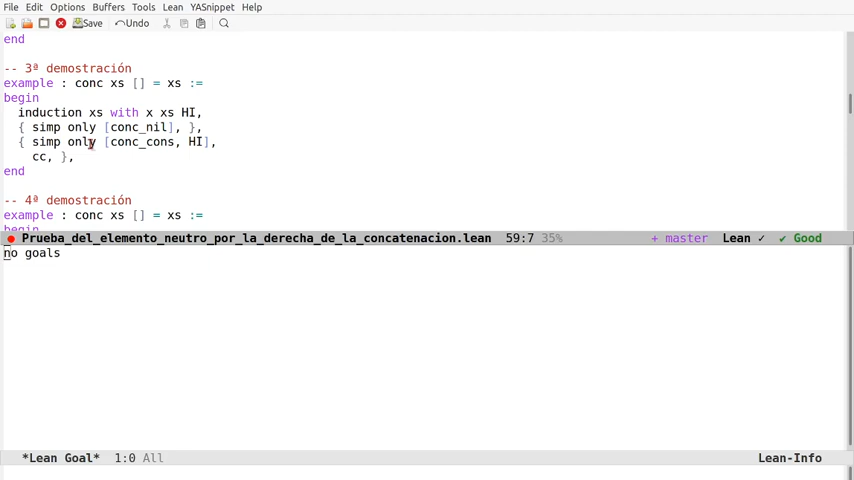 File Edit Options Buffers Tools Lean YASnippet Help
Save Undo
end
-- 3ª demostración
example : conc xs [] = xs :=
begin
induction xs with x xs HI,
{ simp only [conc_nil], },
{ simp only [conc_cons, HI],
cc, },
end
-- 4ª demostración
example : conc xs [] = xs :=
begin
Prueba_del_elemento_neutro_por_la_derecha_de_la_concatenacion.lean 59:7 35% + master Lean ✓ ✔ Good
no goals
*Lean Goal* 1:0 All Lean-Info